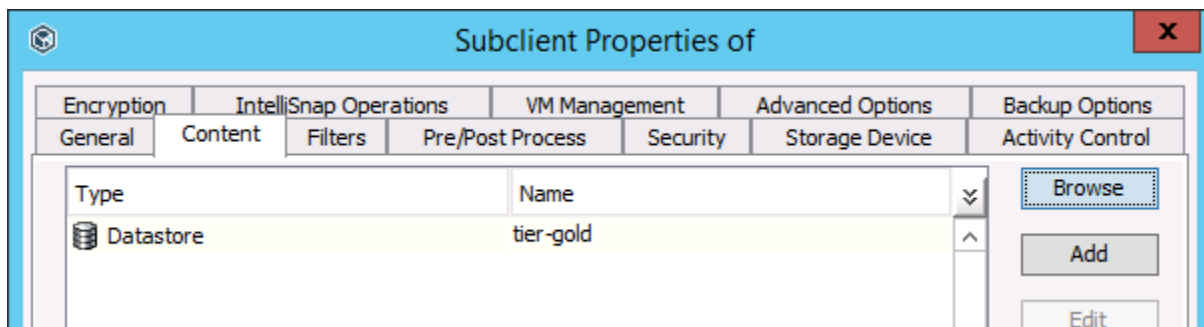 Subclient Properties of
x
Encryption IntelliSnap Operations VM Management Advanced Options Backup Options
General Content Filters Pre/Post Process Security Storage Device Activity Control
Type Name Browse
Datastore tier-gold
Add
Edit